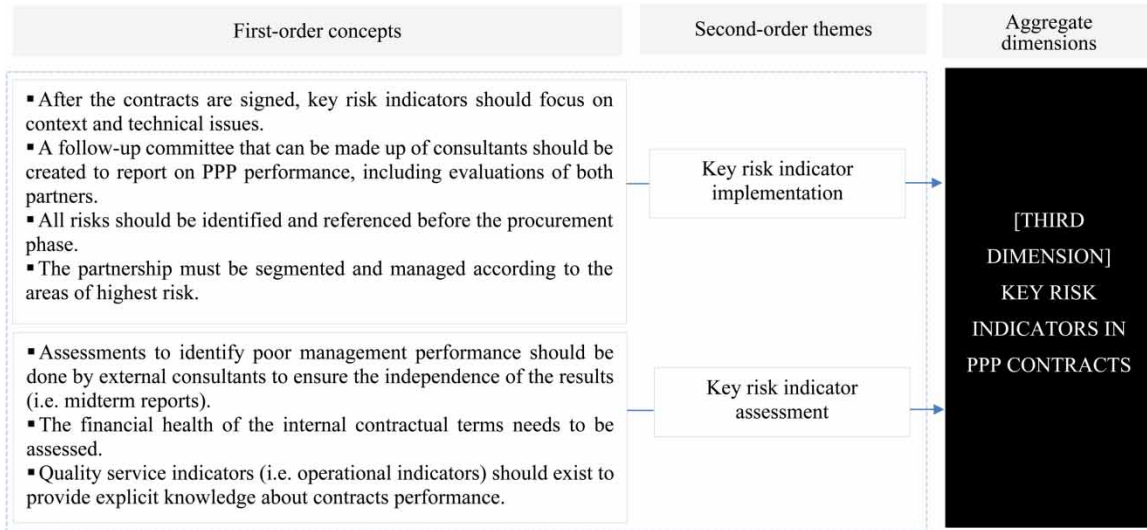 First-order concepts
Second-order themes
Aggregate
dimensions
▪ After the contracts are signed, key risk indicators should focus on
context and technical issues.
▪ A follow-up committee that can be made up of consultants should be
created to report on PPP performance, including evaluations of both
partners.
▪ All risks should be identified and referenced before the procurement
phase.
▪ The partnership must be segmented and managed according to the
areas of highest risk.
Key risk indicator
implementation
▪ Assessments to identify poor management performance should be
done by external consultants to ensure the independence of the results
(i.e. midterm reports).
▪ The financial health of the internal contractual terms needs to be
assessed.
▪ Quality service indicators (i.e. operational indicators) should exist to
provide explicit knowledge about contracts performance.
Key risk indicator
assessment
[THIRD
DIMENSION]
KEY RISK
INDICATORS IN
PPP CONTRACTS